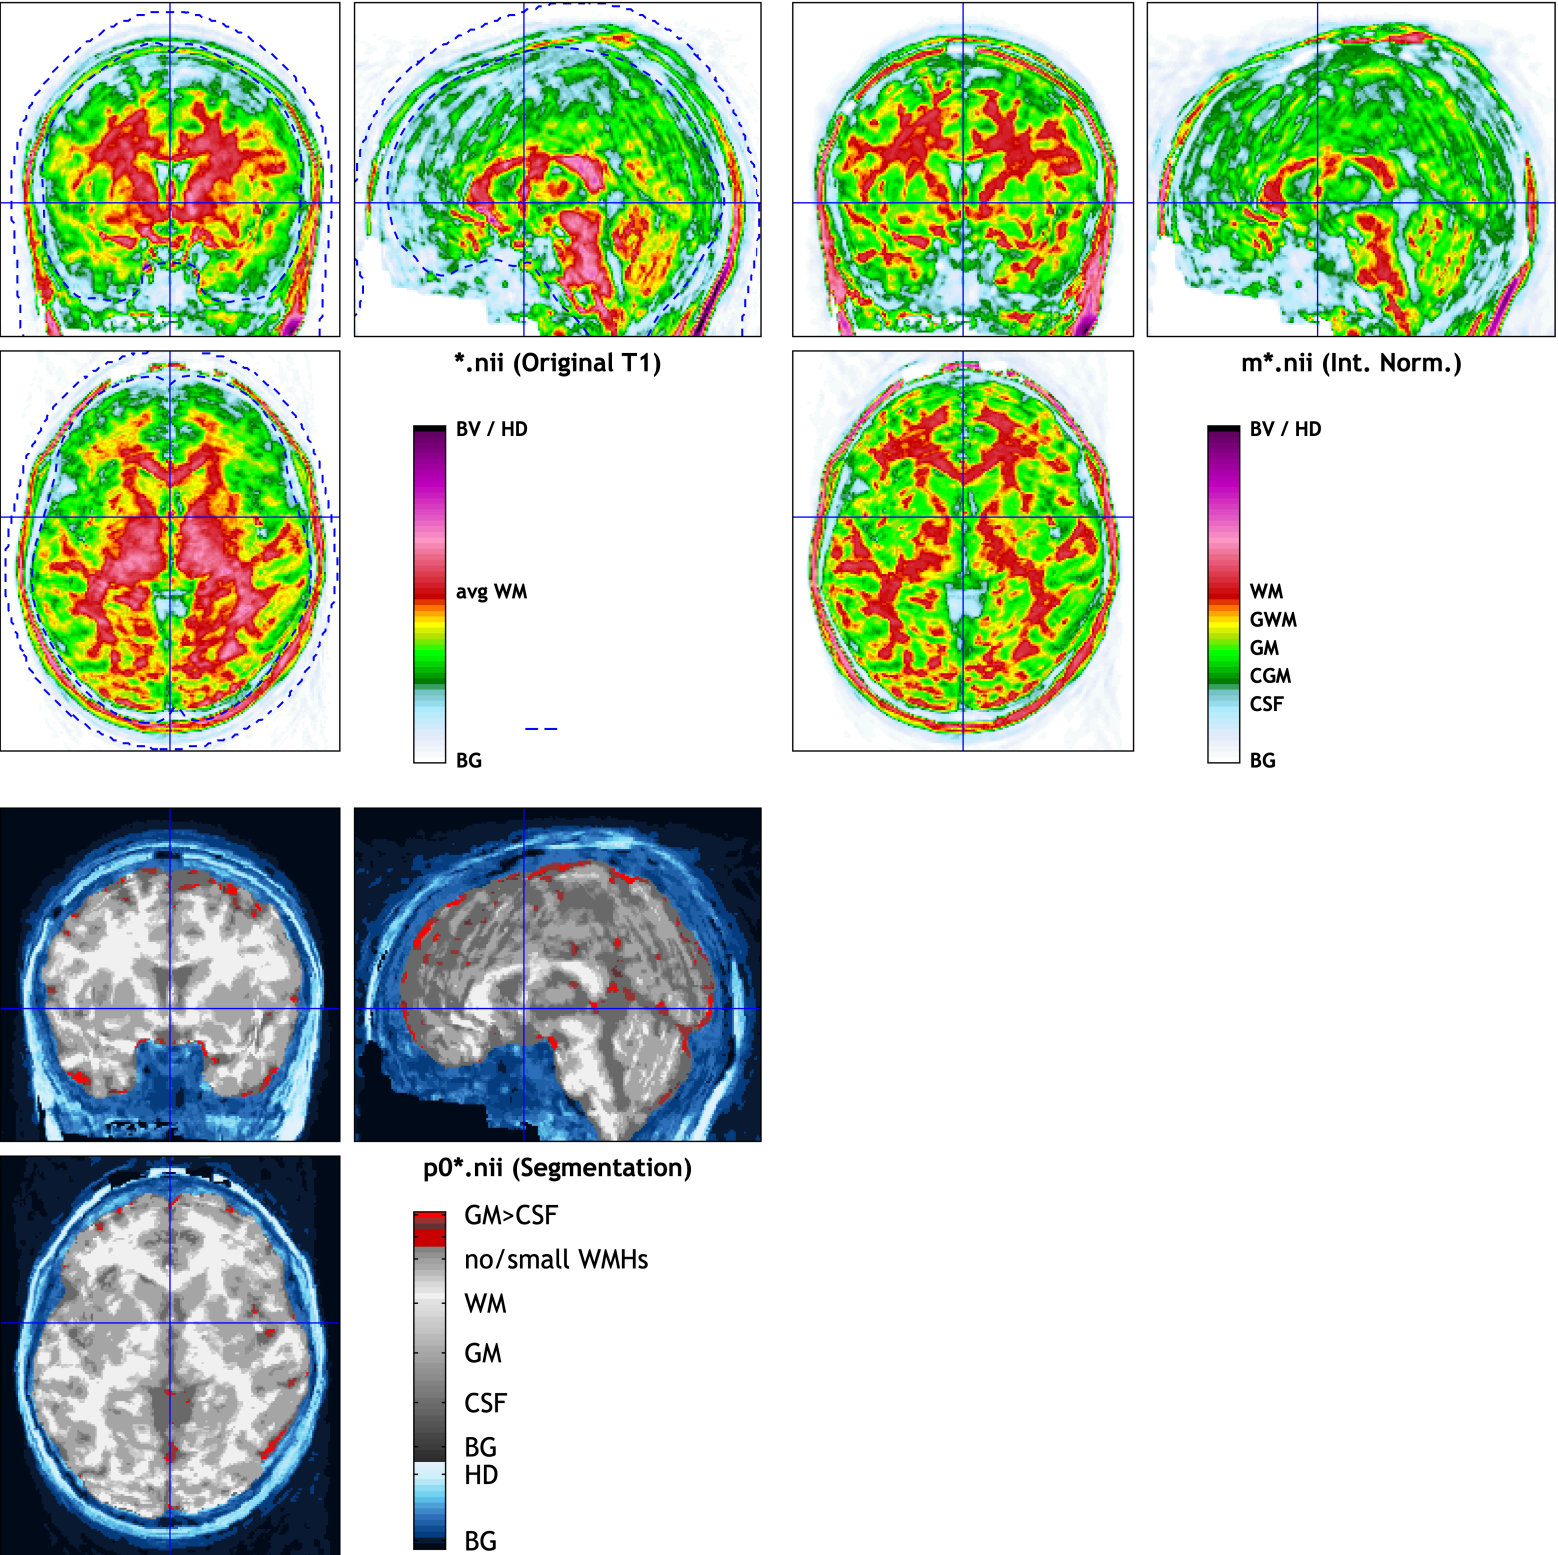 *.nii (Original T1)
BV / HD
avg WM
BG
m*.nii (Int. Norm.)
BV / HD
WM
GWM
GM
CGM
CSF
BG
p0*.nii (Segmentation)
GM>CSF
no/small WMHs
WM
GM
CSF
BG
HD
BG